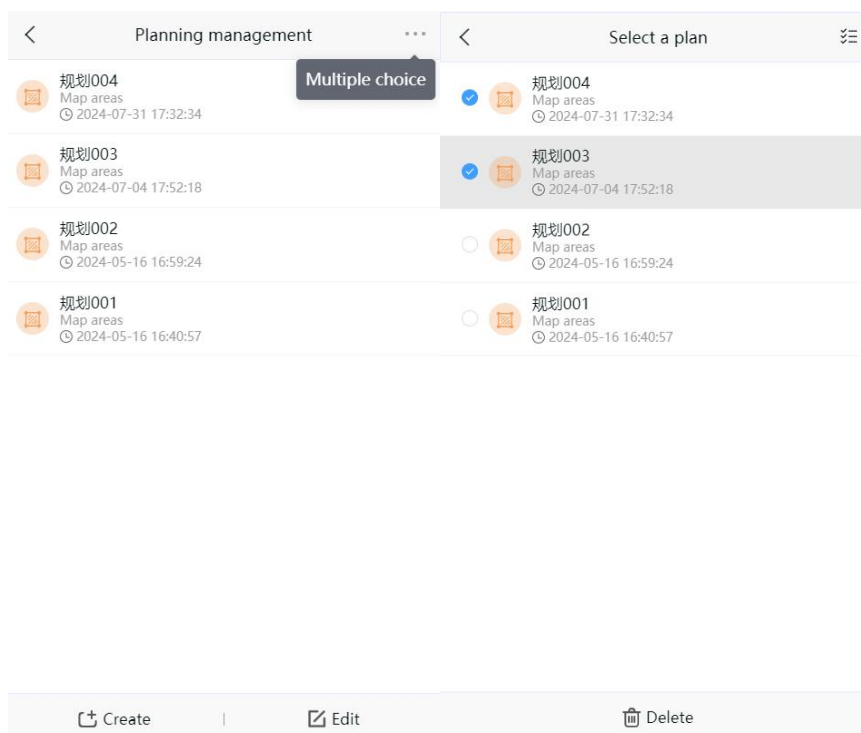 Planning management
Multiple choice
规划004
Map areas
2024-07-31 17:32:34
规划003
Map areas
2024-07-04 17:52:18
规划002
Map areas
2024-05-16 16:59:24
规划001
Map areas
2024-05-16 16:40:57
Create
Edit
Select a plan
规划004
Map areas
2024-07-31 17:32:34
规划003
Map areas
2024-07-04 17:52:18
规划002
Map areas
2024-05-16 16:59:24
规划001
Map areas
2024-05-16 16:40:57
Delete